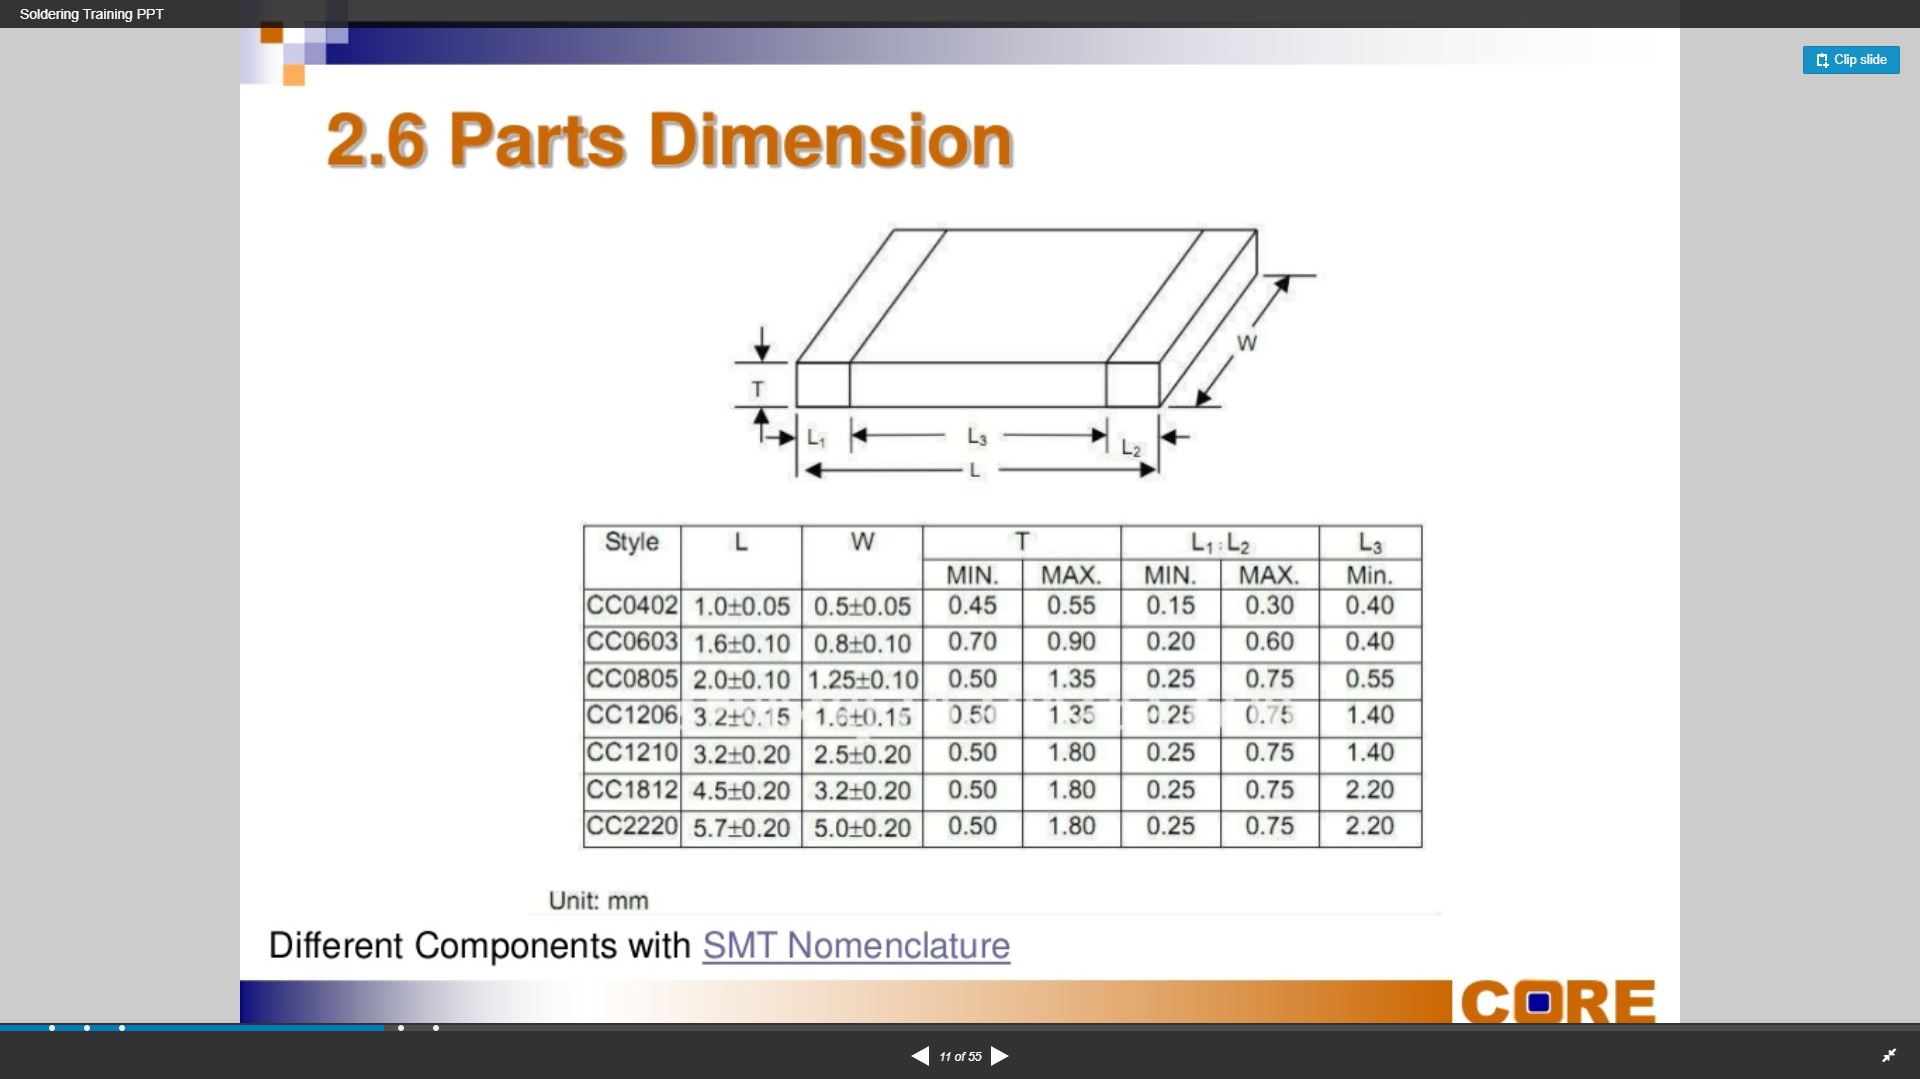 Soldering Training PPT
Clip slide
2.6 Parts Dimension
W
T
L1 L3 L2
L
Style L W T L1;L2 L3
MIN. MAX. MIN. MAX. Min.
CC0402 1.0±0.05 0.5±0.05 0.45 0.55 0.15 0.30 0.40
CC0603 1.6±0.10 0.8±0.10 0.70 0.90 0.20 0.60 0.40
CC0805 2.0±0.10 1.25±0.10 0.50 1.35 0.25 0.75 0.55
CC1206 3.2±0.15 1.6±0.15 0.50 1.35 0.25 0.75 1.40
CC1210 3.2±0.20 2.5±0.20 0.50 1.80 0.25 0.75 1.40
CC1812 4.5±0.20 3.2±0.20 0.50 1.80 0.25 0.75 2.20
CC2220 5.7±0.20 5.0±0.20 0.50 1.80 0.25 0.75 2.20
Unit: mm
Different Components with SMT Nomenclature
CORE
11 of 55